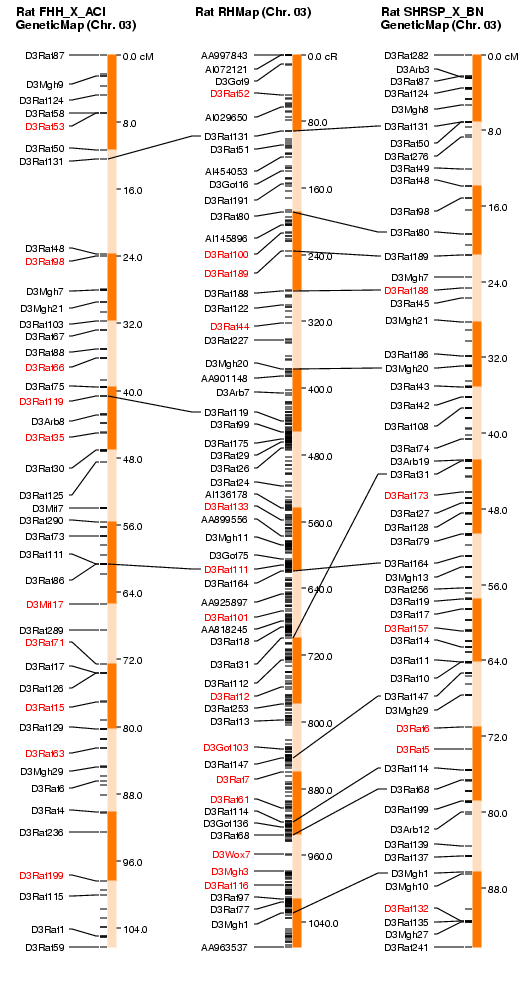 Rat FHH_X_ACI
GeneticMap (Chr. 03)
D3Rat87
0.0 cM
D3Mgh9
D3Rat124
D3Rat58
D3Rat53
8.0
D3Rat50
D3Rat131
16.0
D3Rat48
D3Rat98
24.0
D3Mgh7
D3Mgh21
D3Rat103
32.0
D3Rat67
D3Rat88
D3Rat66
D3Rat75
40.0
D3Rat119
D3Arb8
D3Rat35
48.0
D3Rat30
D3Rat125
D3Mit7
D3Rat290
56.0
D3Rat73
D3Rat111
D3Rat86
64.0
D3Mit17
D3Rat289
D3Rat71
72.0
D3Rat17
D3Rat126
D3Rat15
D3Rat129
80.0
D3Rat63
D3Mgh29
D3Rat6
88.0
D3Rat4
D3Rat236
96.0
D3Rat199
D3Rat115
D3Rat1
104.0
D3Rat59
Rat RHMap (Chr. 03)
AA997843
0.0 cR
AI072121
D3Got9
D3Rat52
AI029650
80.0
D3Rat131
D3Rat51
AI454053
D3Got16
160.0
D3Rat191
D3Rat80
AI145896
D3Rat100
240.0
D3Rat189
D3Rat188
D3Rat122
320.0
D3Rat44
D3Rat227
D3Mgh20
AA901148
400.0
D3Arb7
D3Rat119
D3Rat99
D3Rat175
D3Rat29
480.0
D3Rat26
D3Rat24
AI136178
D3Rat133
AA899556
560.0
D3Mgh11
D3Got75
D3Rat111
D3Rat164
640.0
AA925897
D3Rat101
AA818245
D3Rat18
720.0
D3Rat31
D3Rat112
D3Rat12
D3Rat253
D3Rat13
800.0
D3Got103
D3Rat147
D3Rat7
880.0
D3Rat61
D3Rat114
D3Got136
D3Rat68
960.0
D3Wox7
D3Mgh3
D3Rat116
D3Rat97
D3Rat77
D3Mgh1
1040.0
AA963537
Rat SHRSP_X_BN
GeneticMap (Chr. 03)
D3Rat282
0.0 cM
D3Arb3
D3Rat87
D3Rat124
D3Mgh8
D3Rat131
8.0
D3Rat50
D3Rat276
D3Rat49
D3Rat48
16.0
D3Rat98
D3Rat80
D3Rat189
D3Mgh7
24.0
D3Rat188
D3Rat45
D3Mgh21
D3Rat186
32.0
D3Mgh20
D3Rat43
D3Rat42
D3Rat108
40.0
D3Rat74
D3Arb19
D3Rat31
D3Rat173
48.0
D3Rat27
D3Rat128
D3Rat79
D3Rat164
D3Mgh13
56.0
D3Rat256
D3Rat19
D3Rat17
D3Rat157
D3Rat14
D3Rat11
64.0
D3Rat10
D3Rat147
D3Mgh29
D3Rat6
72.0
D3Rat5
D3Rat114
D3Rat68
D3Rat199
80.0
D3Arb12
D3Rat139
D3Rat137
D3Mgh1
D3Mgh10
88.0
D3Rat132
D3Rat135
D3Mgh27
D3Rat241